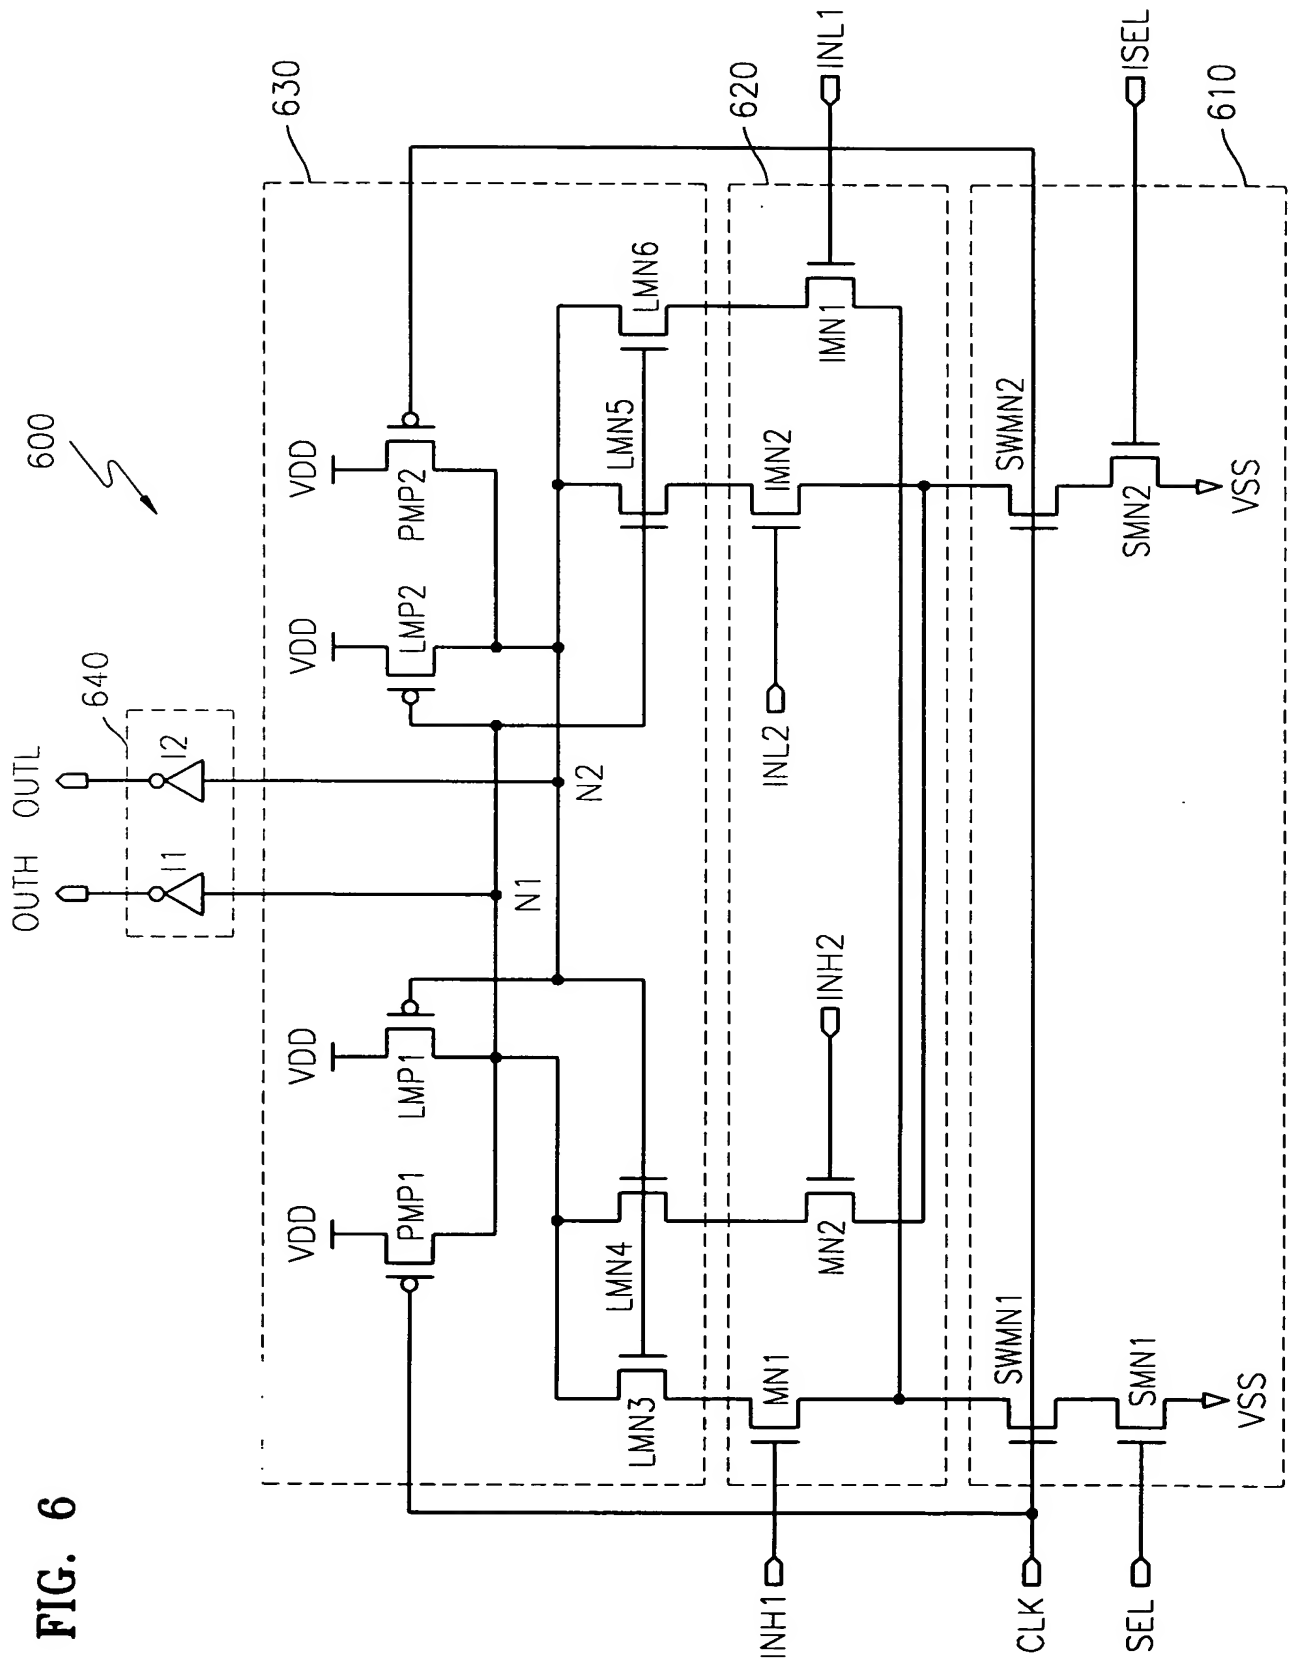 FIG. 6
600
OUTH
OUTL
640
I1
I2
630
VDD
VDD
VDD
VDD
PMP1
LMP1
LMP2
PMP2
N1
N2
LMN3
LMN4
LMN5
LMN6
620
INH1
MN1
MN2
INH2
INL2
IMN2
IMN1
INL1
610
SWMN1
SWMN2
CLK
SEL
SMN1
SMN2
ISEL
VSS
VSS